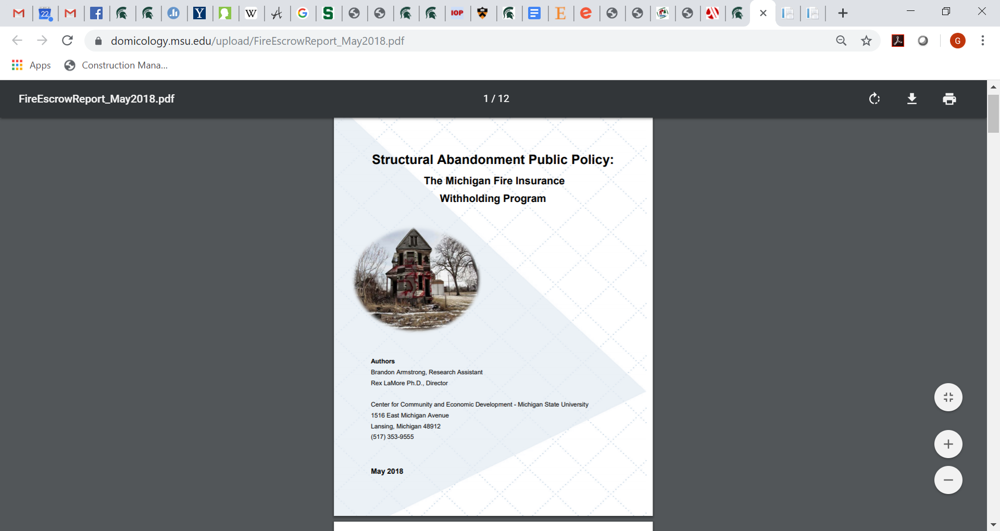 22
Y
W
G
S
IOP
E
e
domicology.msu.edu/upload/FireEscrowReport_May2018.pdf
G
Apps
Construction Mana...
FireEscrowReport_May2018.pdf
1 / 12
Structural Abandonment Public Policy:
The Michigan Fire Insurance
Withholding Program
Authors
Brandon Armstrong, Research Assistant
Rex LaMore Ph.D., Director
Center for Community and Economic Development - Michigan State University
1516 East Michigan Avenue
Lansing, Michigan 48912
(517) 353-9555
May 2018